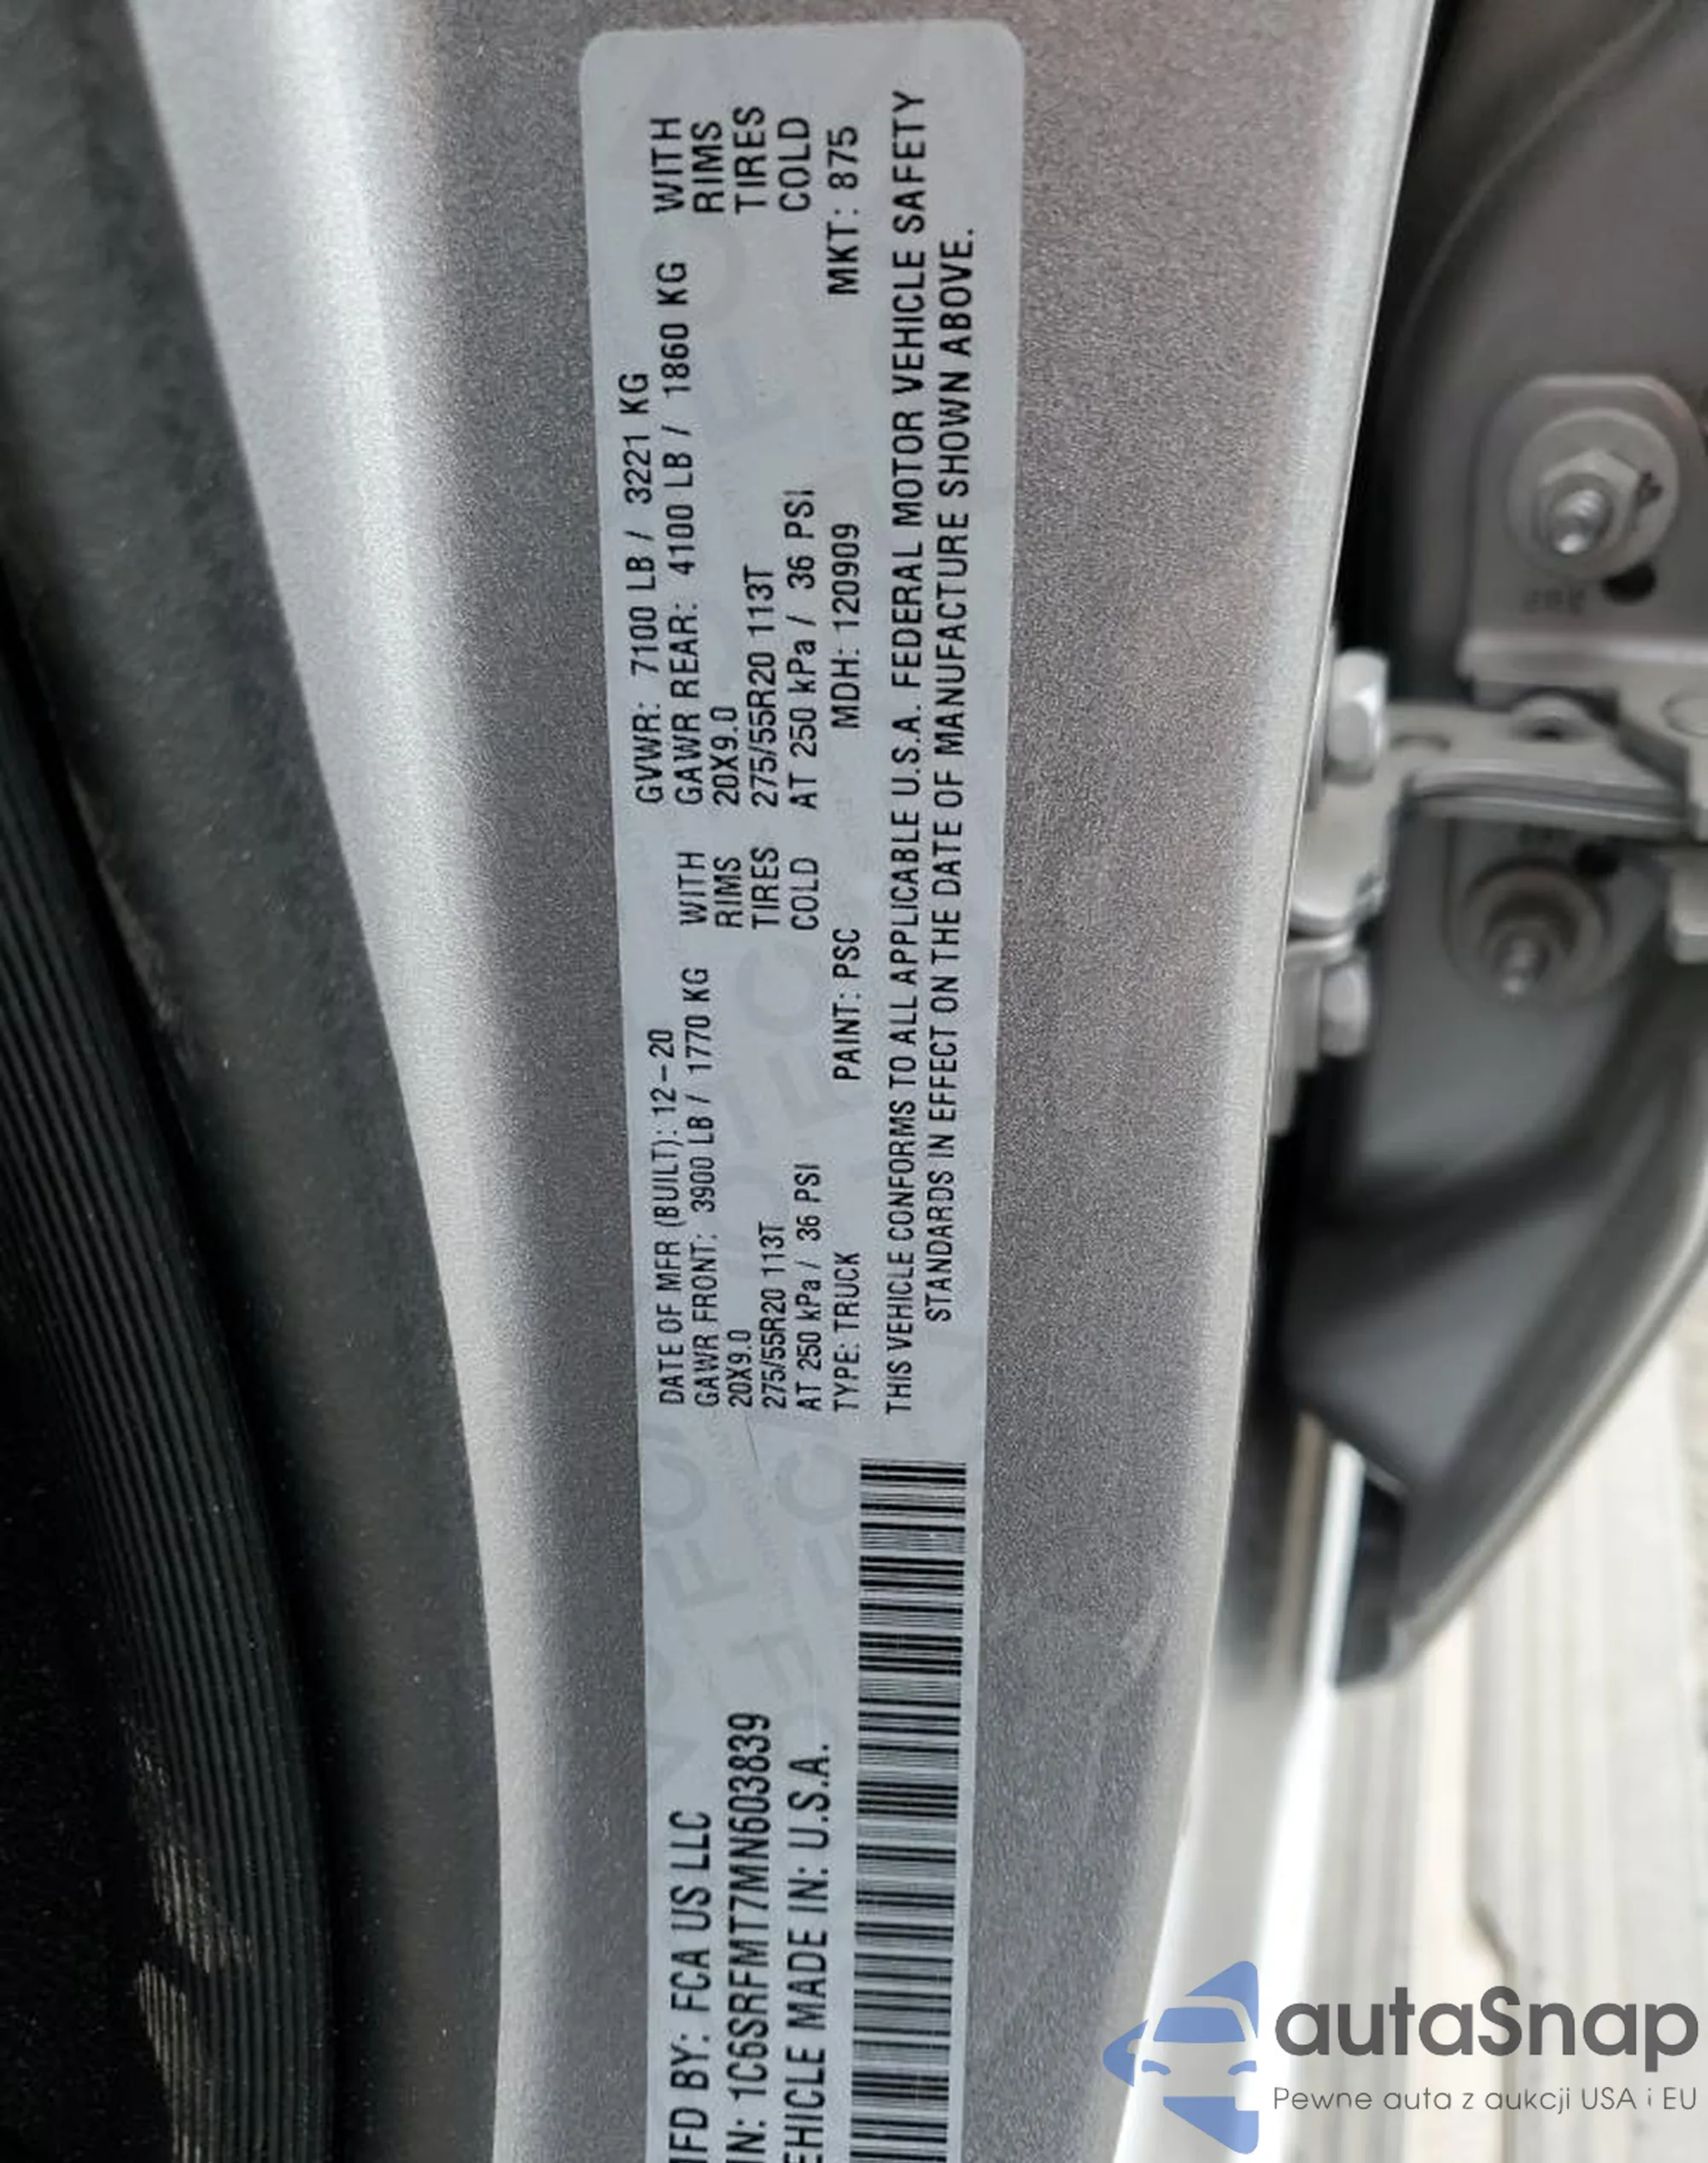 IFD BY: FCA US LLC
IN: 1C6SRFMT7MN603839
EHICLE MADE IN: U.S.A.
DATE OF MFR (BUILT): 12-20 GVWR: 7100 LB / 3221 KG
GAWR FRONT: 3900 LB / 1770 KG WITH GAWR REAR: 4100 LB / 1860 KG WITH
20X9.0 RIMS 20X9.0 RIMS
275/55R20 113T TIRES 275/55R20 113T TIRES
AT 250 kPa / 36 PSI COLD AT 250 kPa / 36 PSI COLD
TYPE: TRUCK PAINT: PSC MDH: 120909 MKT: 875
THIS VEHICLE CONFORMS TO ALL APPLICABLE U.S.A. FEDERAL MOTOR VEHICLE SAFETY
STANDARDS IN EFFECT ON THE DATE OF MANUFACTURE SHOWN ABOVE.
autaSnap
Pewne auta z aukcji USA i EU